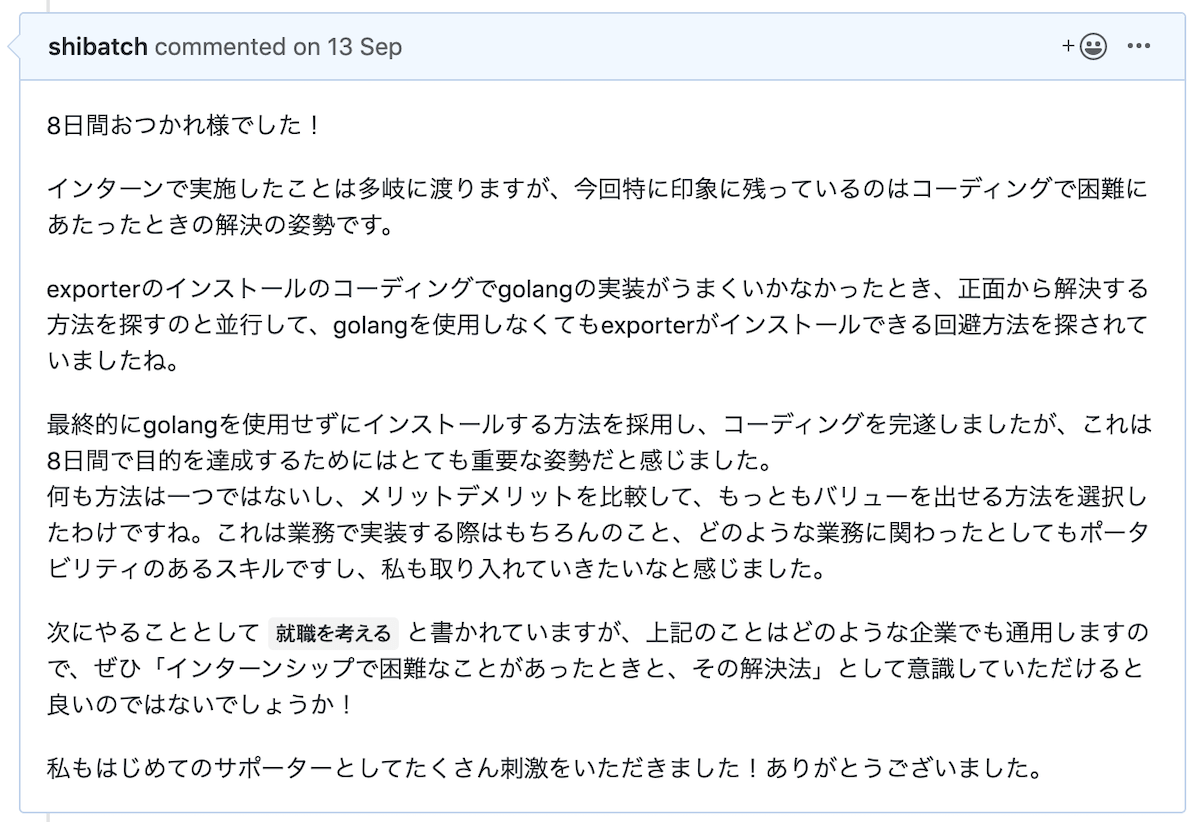 shibatch commented on 13 Sep
8日間おつかれ様でした！
インターンで実施したことは多岐に渡りますが、今回特に印象に残っているのはコーディングで困難に
あたったときの解決の姿勢です。
exporterのインストールのコーディングでgolangの実装がうまくいかなかったとき、正面から解決する
方法を探すのと並行して、golangを使用しなくてもexporterがインストールできる回避方法を探されて
いましたね。
最終的にgolangを使用せずにインストールする方法を採用し、コーディングを完遂しましたが、これは
8日間で目的を達成するためにはとても重要な姿勢だと感じました。
何も方法は一つではないし、メリットデメリットを比較して、もっともバリューを出せる方法を選択し
たわけですね。これは業務で実装する際はもちろんのこと、どのような業務に関わったとしてもポータ
ビリティのあるスキルですし、私も取り入れていきたいなと感じました。
次にやることとして 就職を考える と書かれていますが、上記のことはどのような企業でも通用しますの
で、ぜひ「インターンシップで困難なことがあったときと、その解決法」として意識していただけると
良いのではないでしょうか！
私もはじめてのサポーターとしてたくさん刺激をいただきました！ありがとうございました。